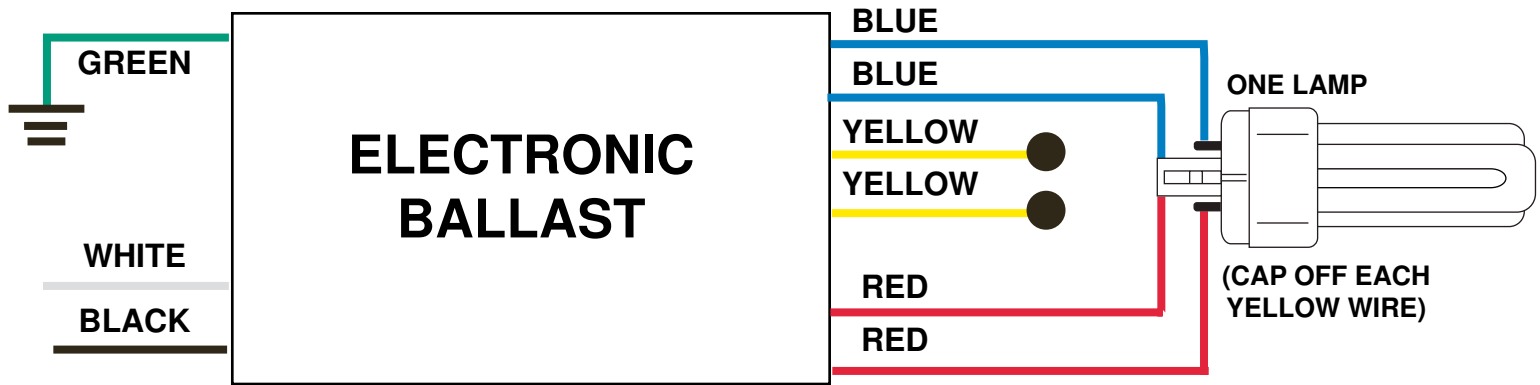 GREEN
WHITE
BLACK
ELECTRONIC
BALLAST
BLUE
BLUE
YELLOW
YELLOW
RED
RED
ONE LAMP
(CAP OFF EACH
YELLOW WIRE)